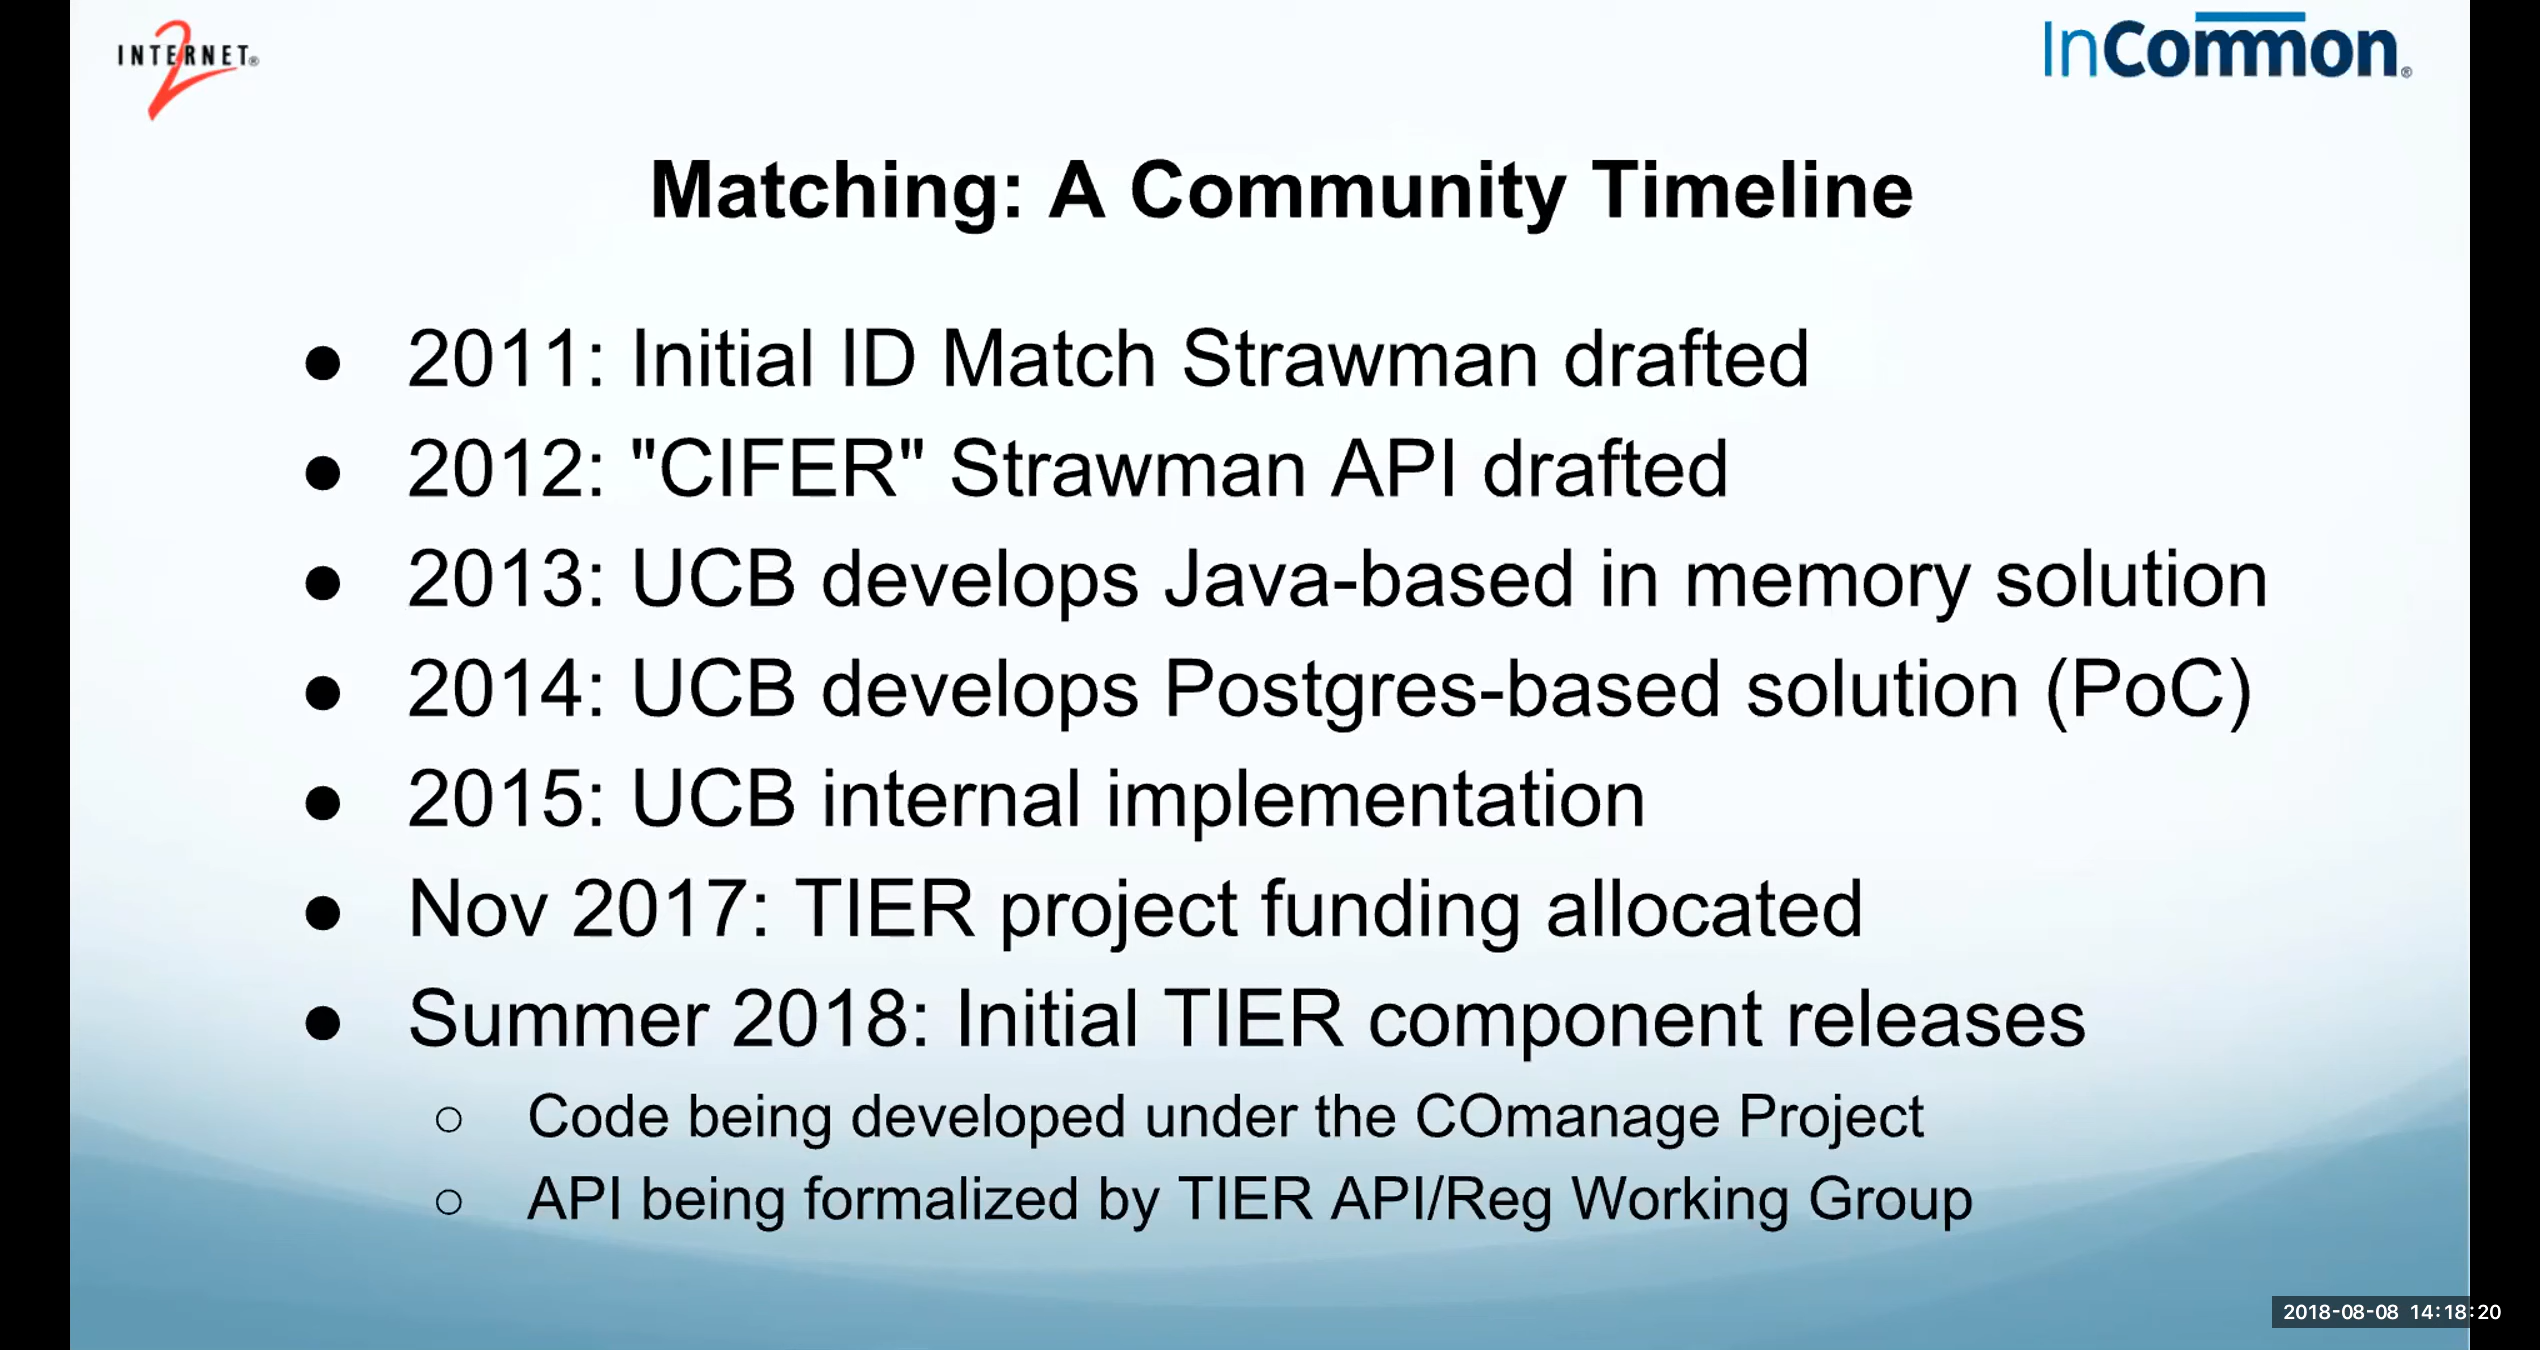 INTERNET®
2
InCommon®
Matching: A Community Timeline
● 2011: Initial ID Match Strawman drafted
● 2012: "CIFER" Strawman API drafted
● 2013: UCB develops Java-based in memory solution
● 2014: UCB develops Postgres-based solution (PoC)
● 2015: UCB internal implementation
● Nov 2017: TIER project funding allocated
● Summer 2018: Initial TIER component releases
○ Code being developed under the COmanage Project
○ API being formalized by TIER API/Reg Working Group
2018-08-08 14:18:20